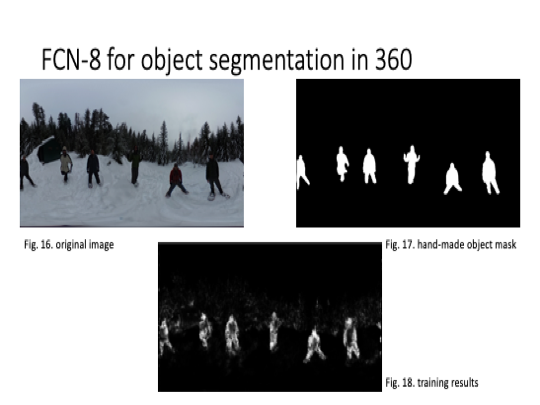 FCN-8 for object segmentation in 360
Fig. 16. original image
Fig. 17. hand-made object mask
Fig. 18. training results